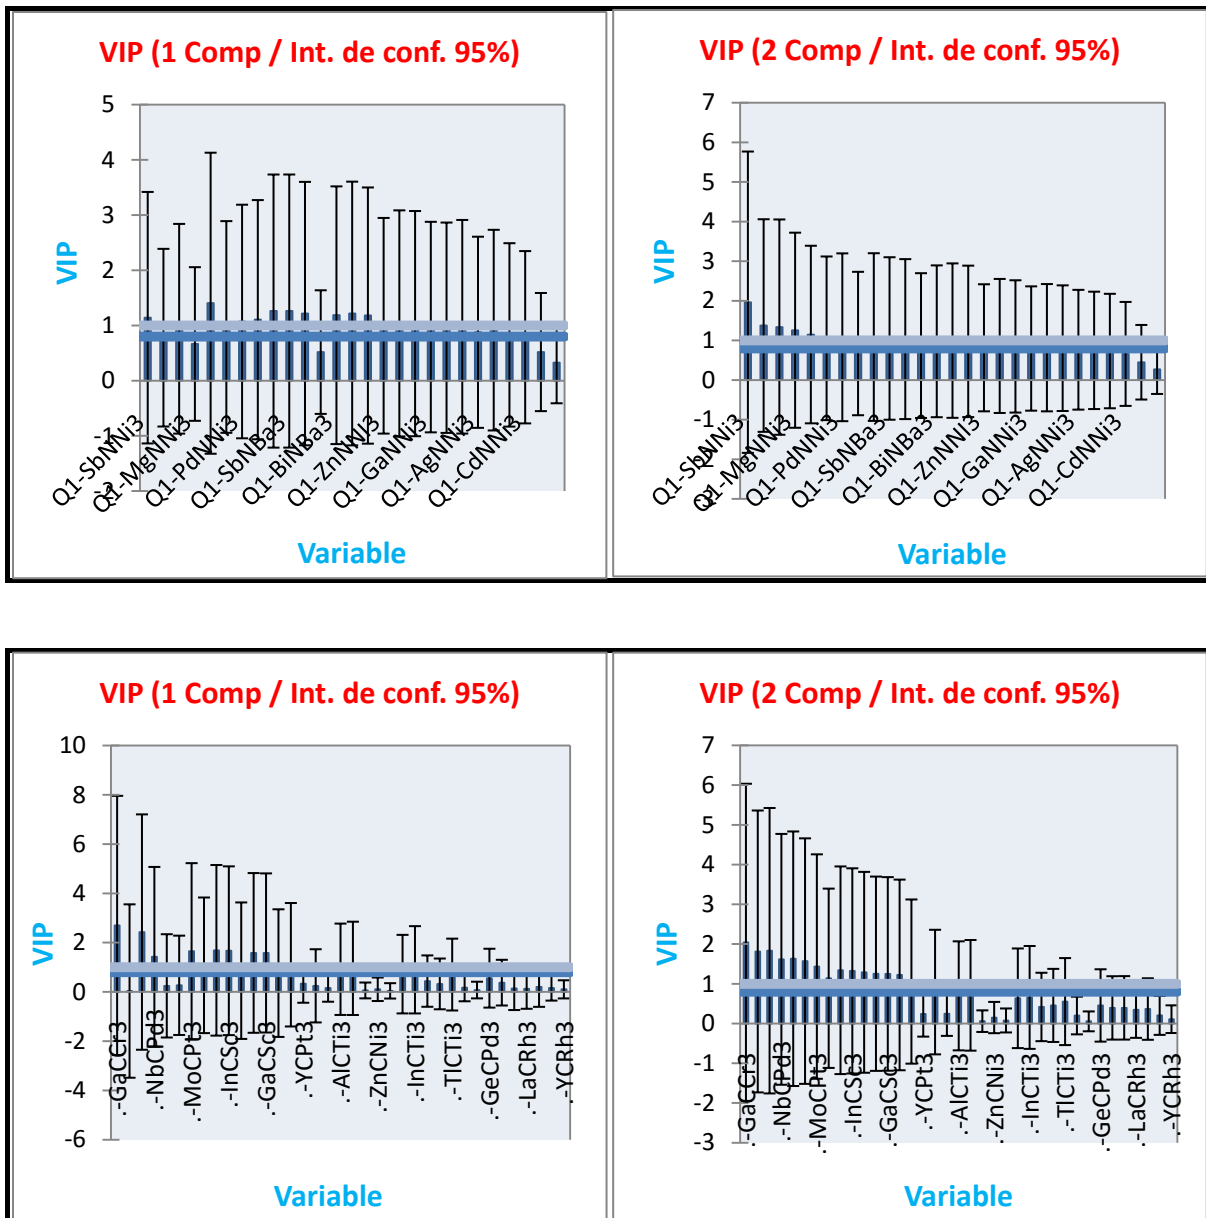 VIP (1 Comp / Int. de conf. 95%)
5
4
3
2
1
0
-1
-2
VIP
Q1-SbNNi3
Q1-MgNNi3
Q1-PdNNi3
Q1-SbNBa3
Q1-BiNBa3
Q1-ZnNNi3
Q1-GaNNi3
Q1-AgNNi3
Q1-CdNNi3
Variable
VIP (2 Comp / Int. de conf. 95%)
7
6
5
4
3
2
1
0
-1
-2
-3
VIP
Q1-SbNNi3
Q1-MgNNi3
Q1-PdNNi3
Q1-SbNBa3
Q1-BiNBa3
Q1-ZnNNi3
Q1-GaNNi3
Q1-AgNNi3
Q1-CdNNi3
Variable
VIP (1 Comp / Int. de conf. 95%)
10
8
6
4
2
0
-2
-4
-6
VIP
.-GaCCr3
.-NbCPd3
.-MoCPt3
.-InCSc3
.-GaCSc3
.-YCPt3
.-AlCTi3
.-ZnCNi3
.-InCTi3
.-TlCTi3
.-GeCPd3
.-LaCRh3
.-YCRh3
Variable
VIP (2 Comp / Int. de conf. 95%)
7
6
5
4
3
2
1
0
-1
-2
-3
VIP
.-GaCCr3
.-NbCPd3
.-MoCPt3
.-InCSc3
.-GaCSc3
.-YCPt3
.-AlCTi3
.-ZnCNi3
.-InCTi3
.-TlCTi3
.-GeCPd3
.-LaCRh3
.-YCRh3
Variable